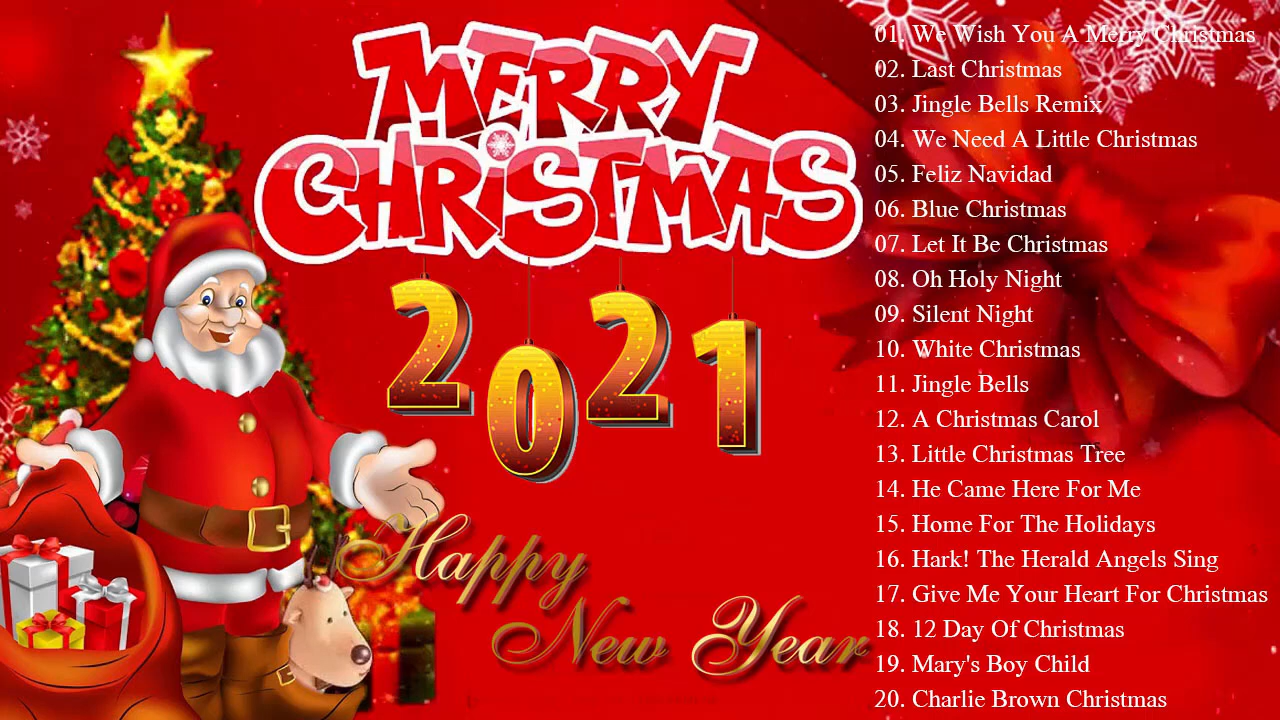 MERRY
CHRISTMAS
2021
Happy
New Year
01. We Wish You A Merry Christmas
02. Last Christmas
03. Jingle Bells Remix
04. We Need A Little Christmas
05. Feliz Navidad
06. Blue Christmas
07. Let It Be Christmas
08. Oh Holy Night
09. Silent Night
10. White Christmas
11. Jingle Bells
12. A Christmas Carol
13. Little Christmas Tree
14. He Came Here For Me
15. Home For The Holidays
16. Hark! The Herald Angels Sing
17. Give Me Your Heart For Christmas
18. 12 Day Of Christmas
19. Mary's Boy Child
20. Charlie Brown Christmas